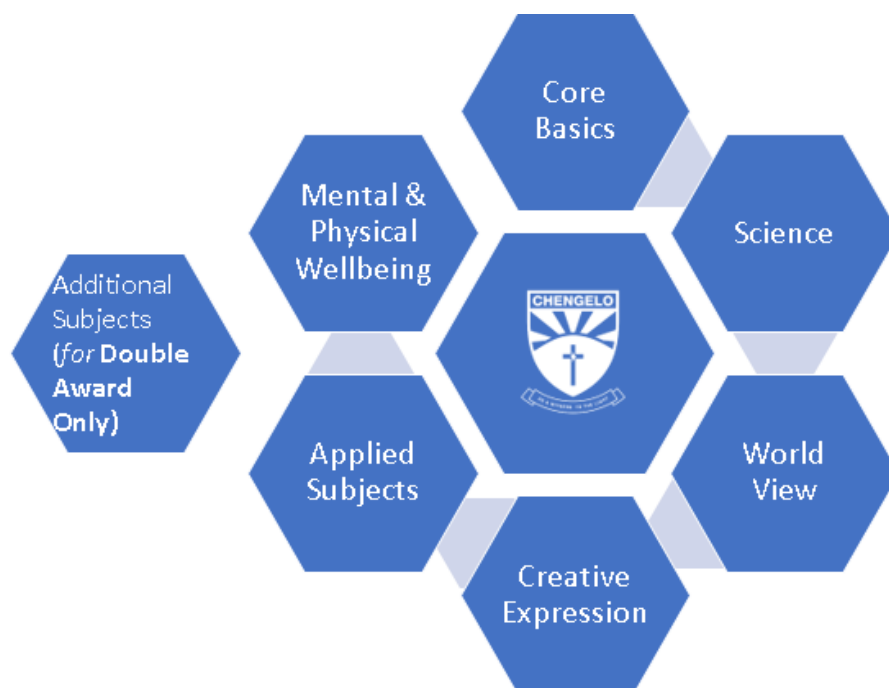 Core
Basics
Mental &
Physical
Wellbeing
Science
Additional
Subjects
(for Double
Award
Only)
CHENGELO
Applied
Subjects
World
View
Creative
Expression